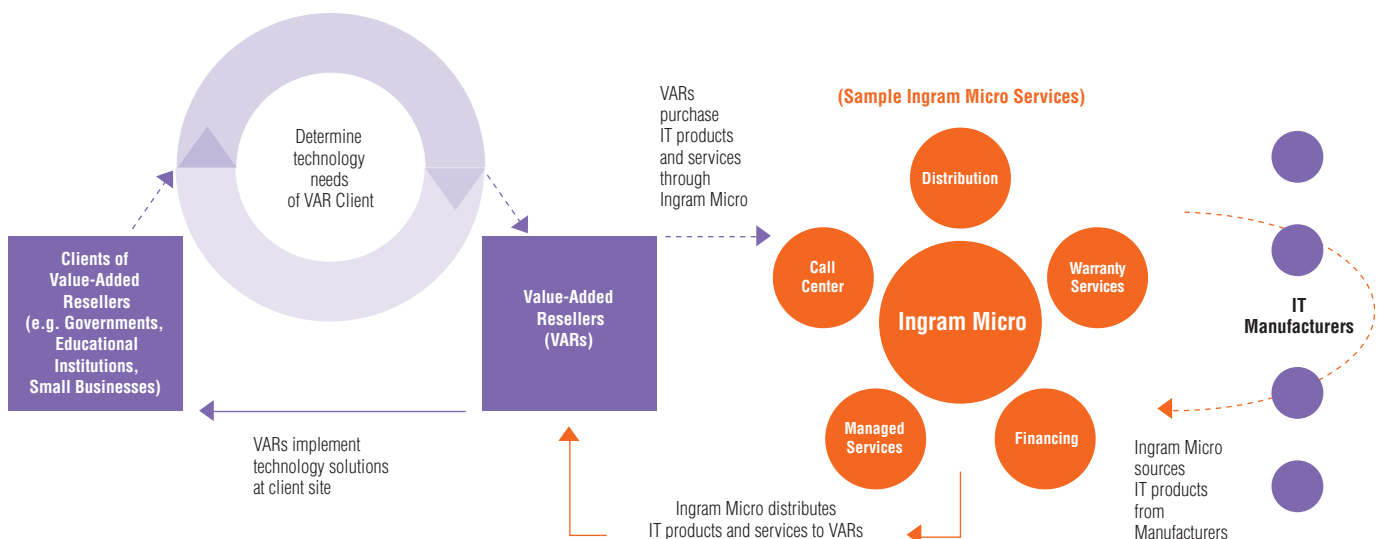 Clients of
Value-Added
Resellers
(e.g. Governments,
Educational
Institutions,
Small Businesses)
Determine
technology
needs
of VAR Client
Value-Added
Resellers
(VARs)
VARs implement
technology solutions
at client site
VARs
purchase
IT products
and services
through
Ingram Micro
(Sample Ingram Micro Services)
Distribution
Call
Center
Warranty
Services
Ingram Micro
Managed
Services
Financing
Ingram Micro distributes
IT products and services to VARs
IT
Manufacturers
Ingram Micro
sources
IT products
from
Manufacturers